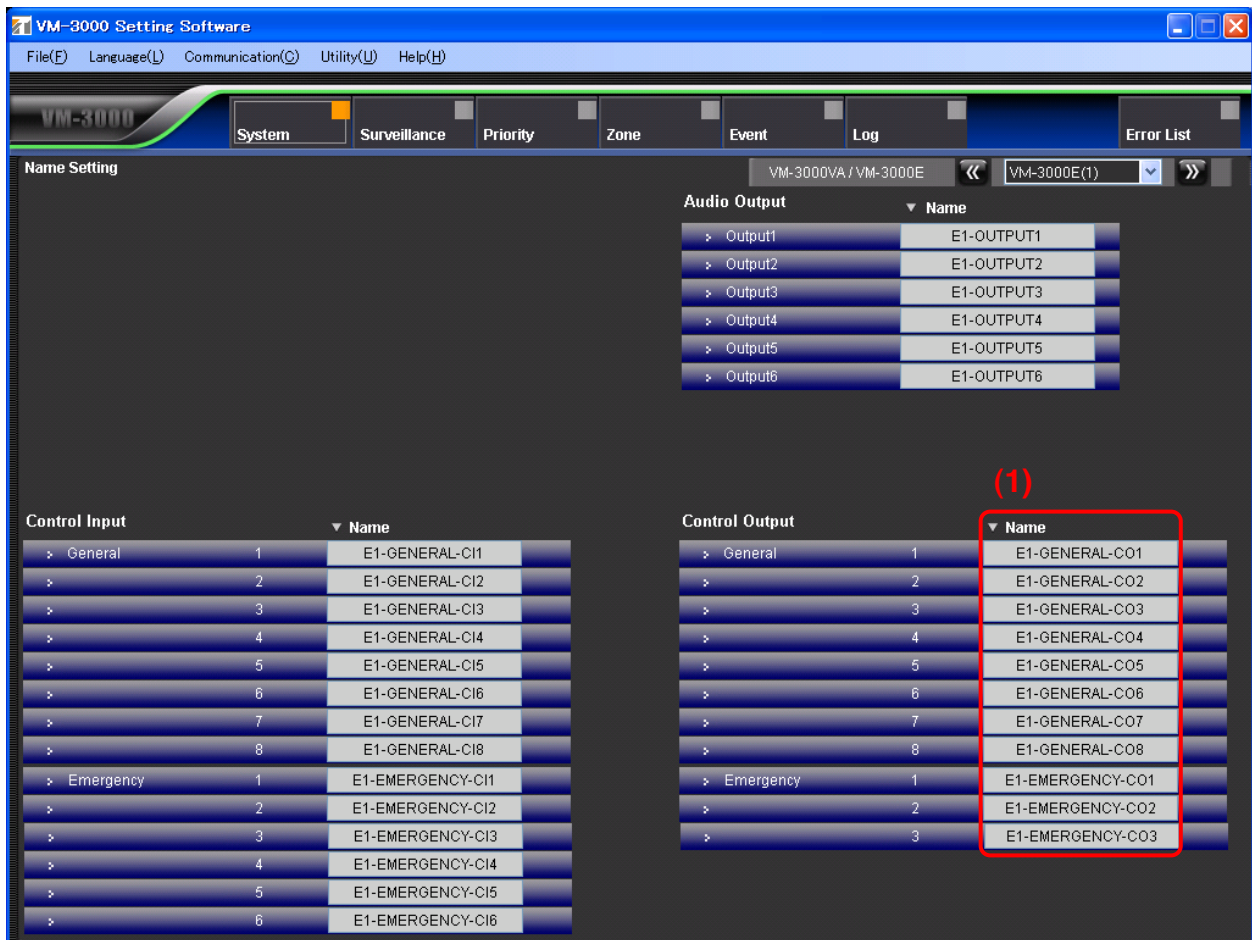 VM-3000 Setting Software
File(F) Language(L) Communication(C) Utility(U) Help(H)
VM-3000
System Surveillance Priority Zone Event Log Error List
Name Setting
VM-3000VA / VM-3000E VM-3000E(1)
Audio Output Name
Output1 E1-OUTPUT1
Output2 E1-OUTPUT2
Output3 E1-OUTPUT3
Output4 E1-OUTPUT4
Output5 E1-OUTPUT5
Output6 E1-OUTPUT6
(1)
Control Input Name
General 1 E1-GENERAL-CI1
2 E1-GENERAL-CI2
3 E1-GENERAL-CI3
4 E1-GENERAL-CI4
5 E1-GENERAL-CI5
6 E1-GENERAL-CI6
7 E1-GENERAL-CI7
8 E1-GENERAL-CI8
Emergency 1 E1-EMERGENCY-CI1
2 E1-EMERGENCY-CI2
3 E1-EMERGENCY-CI3
4 E1-EMERGENCY-CI4
5 E1-EMERGENCY-CI5
6 E1-EMERGENCY-CI6
Control Output Name
General 1 E1-GENERAL-CO1
2 E1-GENERAL-CO2
3 E1-GENERAL-CO3
4 E1-GENERAL-CO4
5 E1-GENERAL-CO5
6 E1-GENERAL-CO6
7 E1-GENERAL-CO7
8 E1-GENERAL-CO8
Emergency 1 E1-EMERGENCY-CO1
2 E1-EMERGENCY-CO2
3 E1-EMERGENCY-CO3